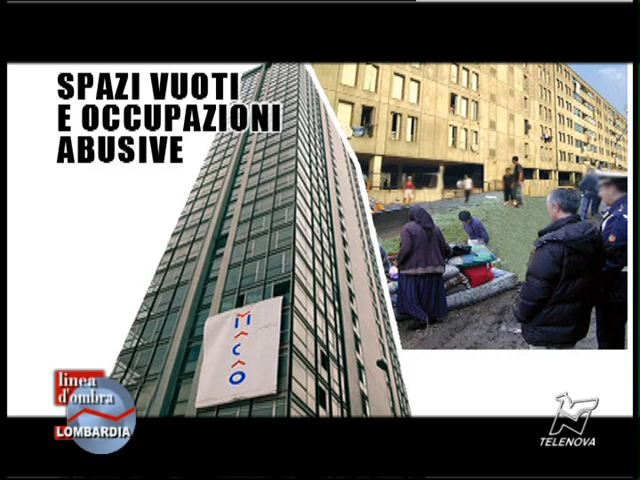 SPAZI VUOTI
E OCCUPAZIONI
ABUSIVE
MACAO
linea
d'ombra
LOMBARDIA
TELENOVA